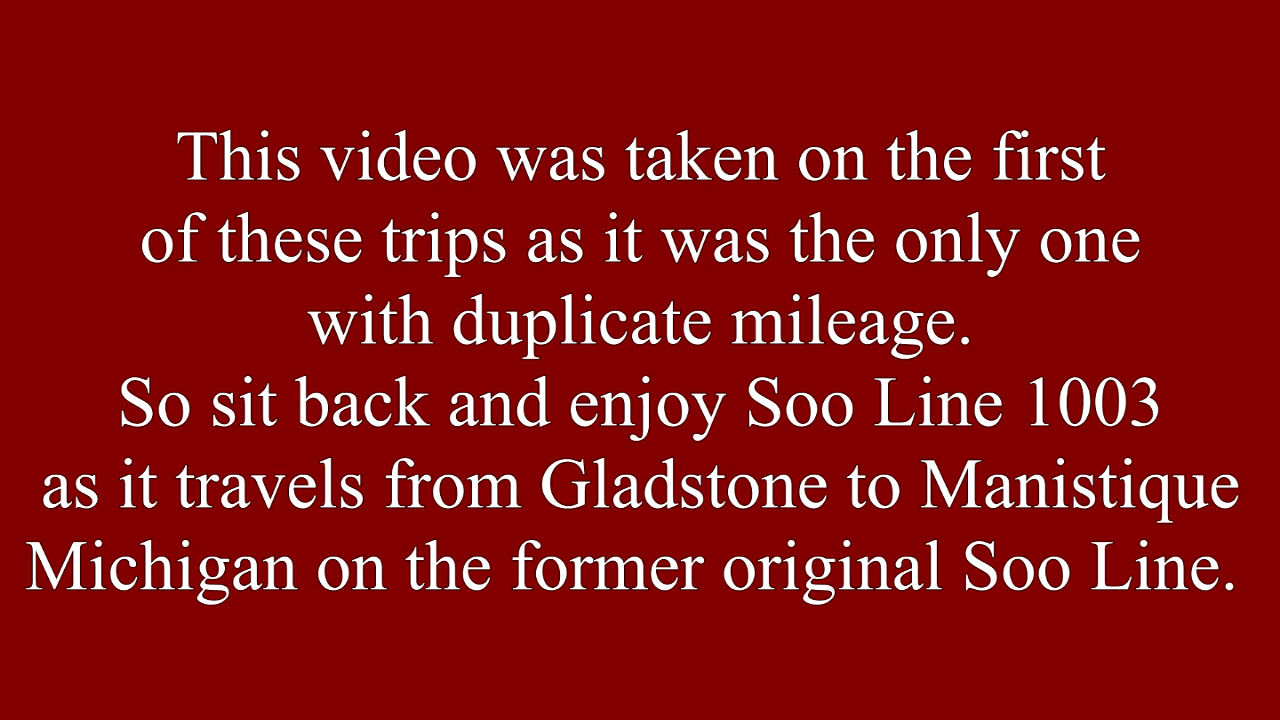 This video was taken on the first
of these trips as it was the only one
with duplicate mileage.
So sit back and enjoy Soo Line 1003
as it travels from Gladstone to Manistique
Michigan on the former original Soo Line.